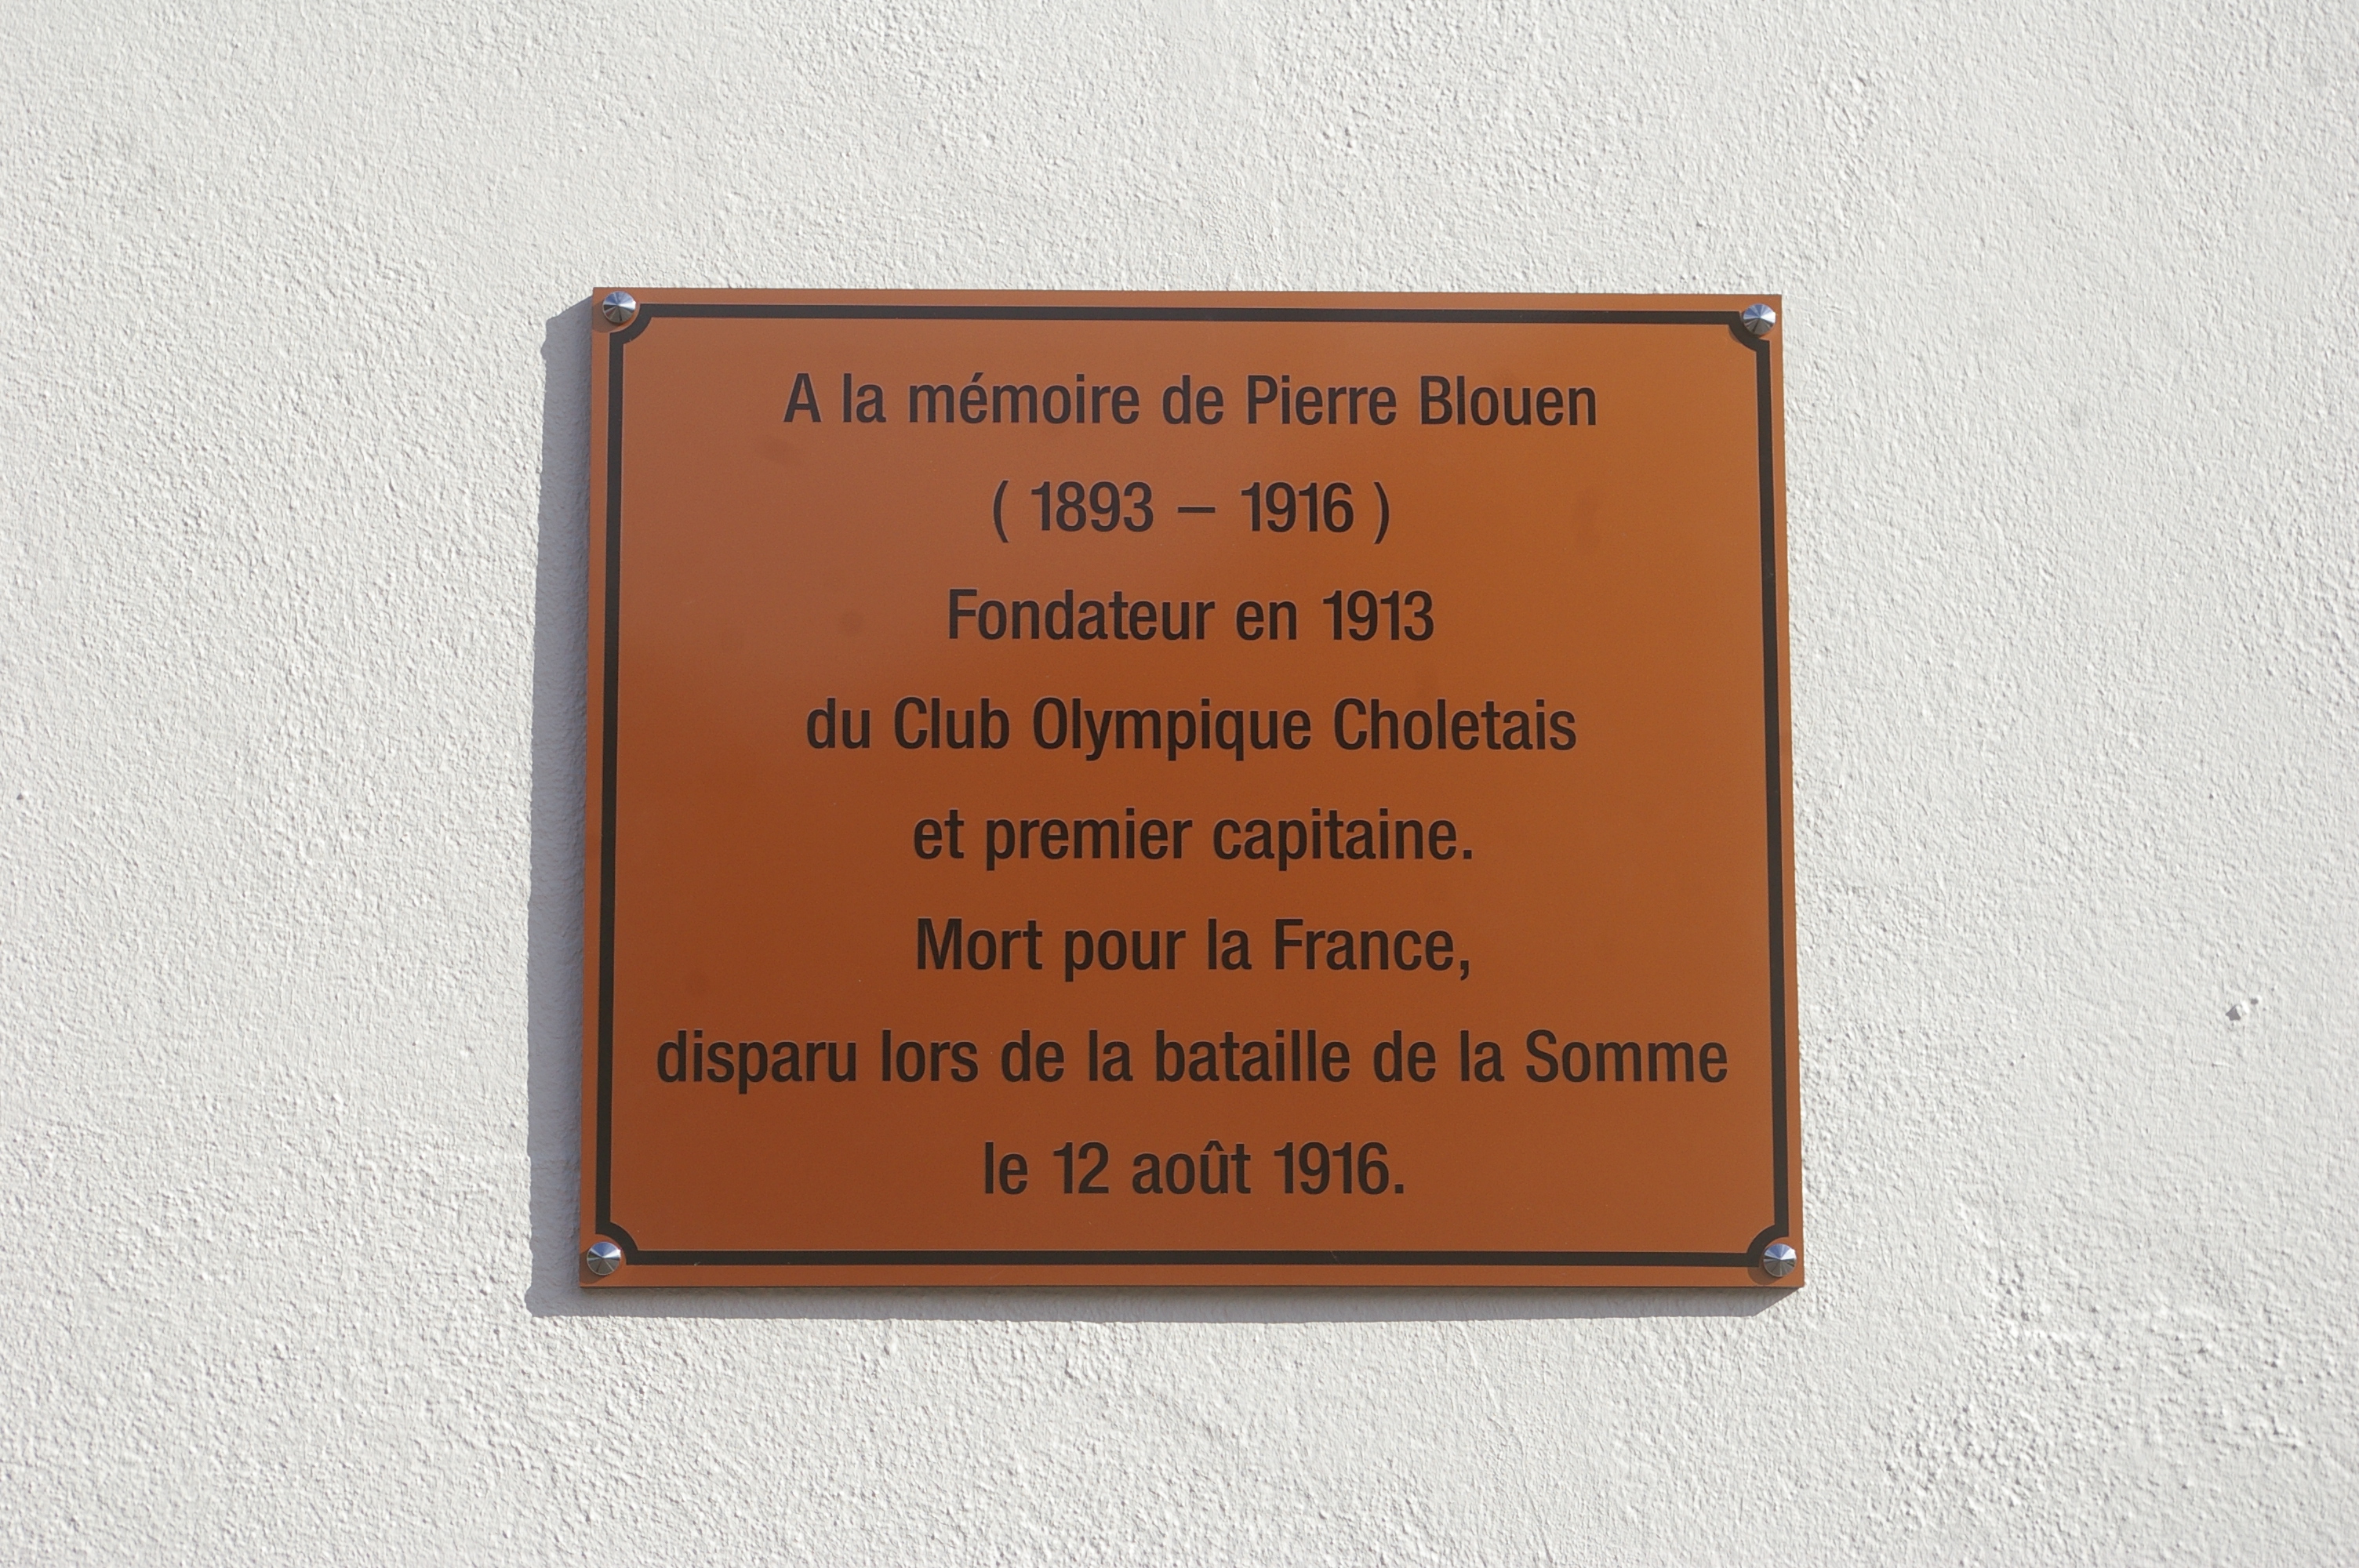 A la mémoire de Pierre Blouen
( 1893 – 1916 )
Fondateur en 1913
du Club Olympique Choletais
et premier capitaine.
Mort pour la France,
disparu lors de la bataille de la Somme
le 12 août 1916.